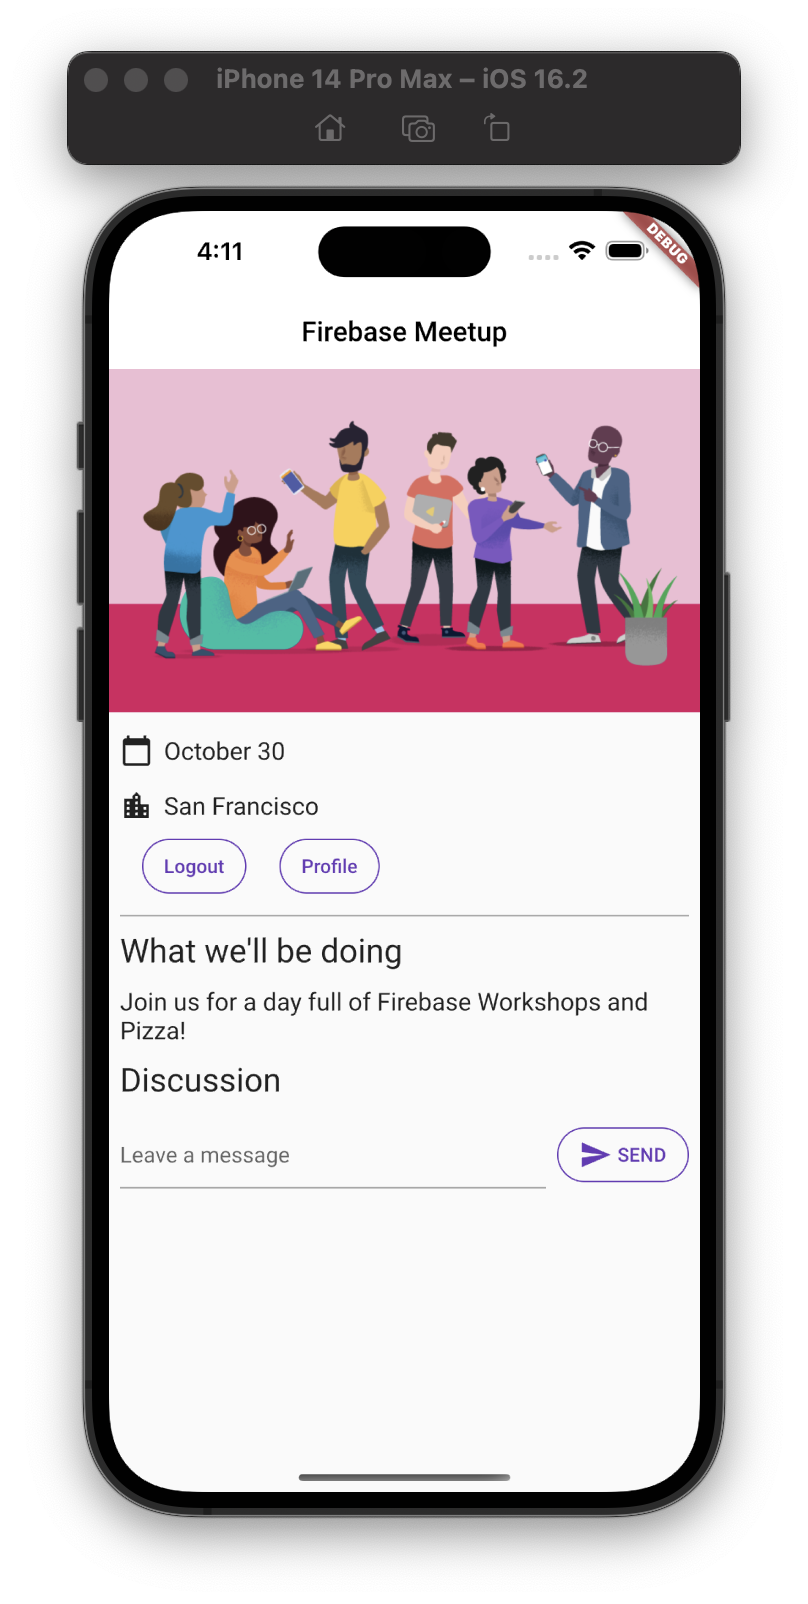 iPhone 14 Pro Max – iOS 16.2
4:11
DEBUG
Firebase Meetup
October 30
San Francisco
Logout Profile
What we'll be doing
Join us for a day full of Firebase Workshops and
Pizza!
Discussion
Leave a message SEND